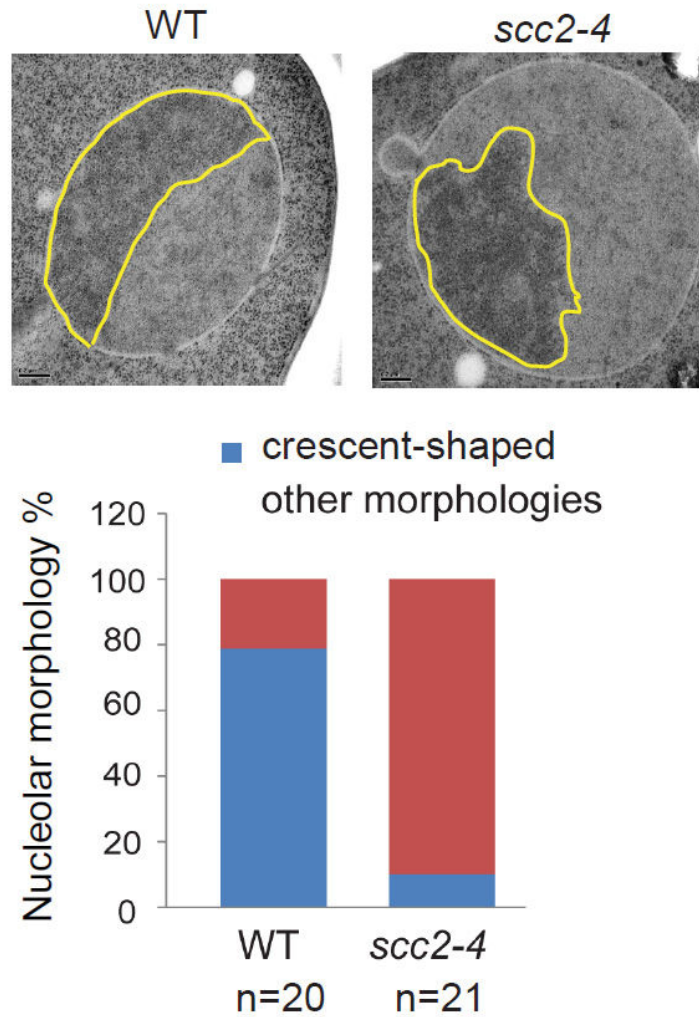 WT
scc2-4
crescent-shaped
other morphologies
Nucleolar morphology %
120
100
80
60
40
20
0
WT
scc2-4
n=20
n=21